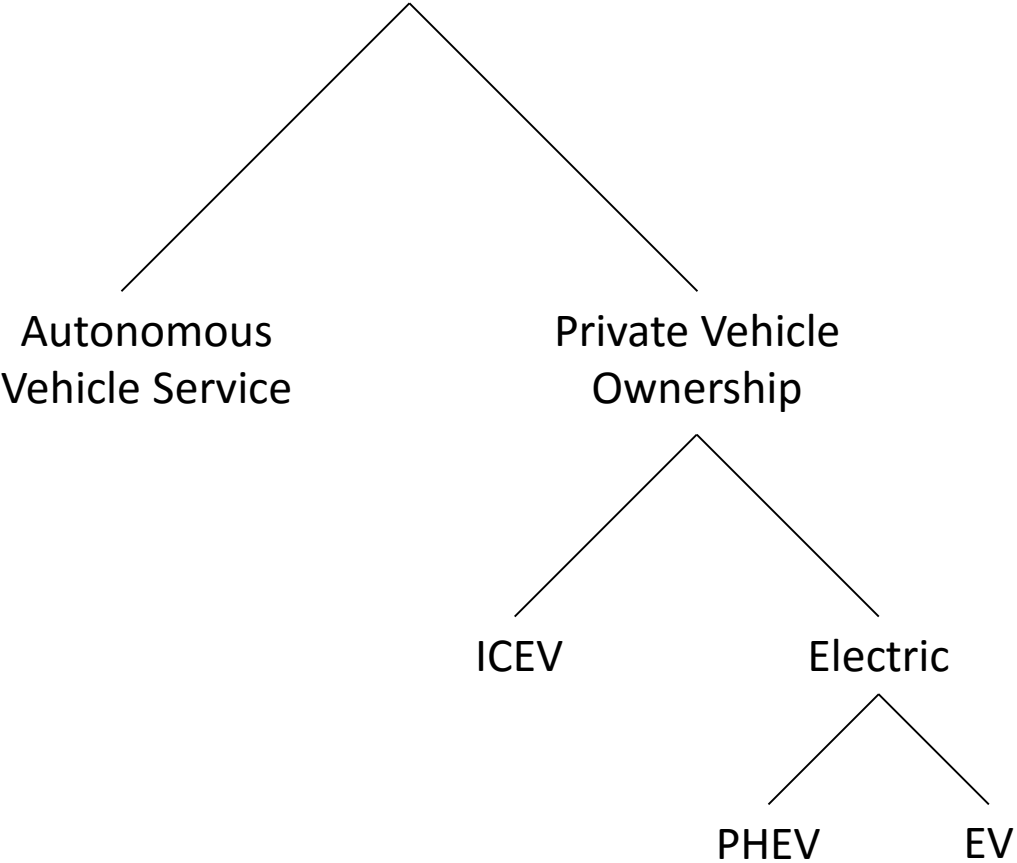 Autonomous
Vehicle Service
Private Vehicle
Ownership
ICEV
Electric
PHEV
EV